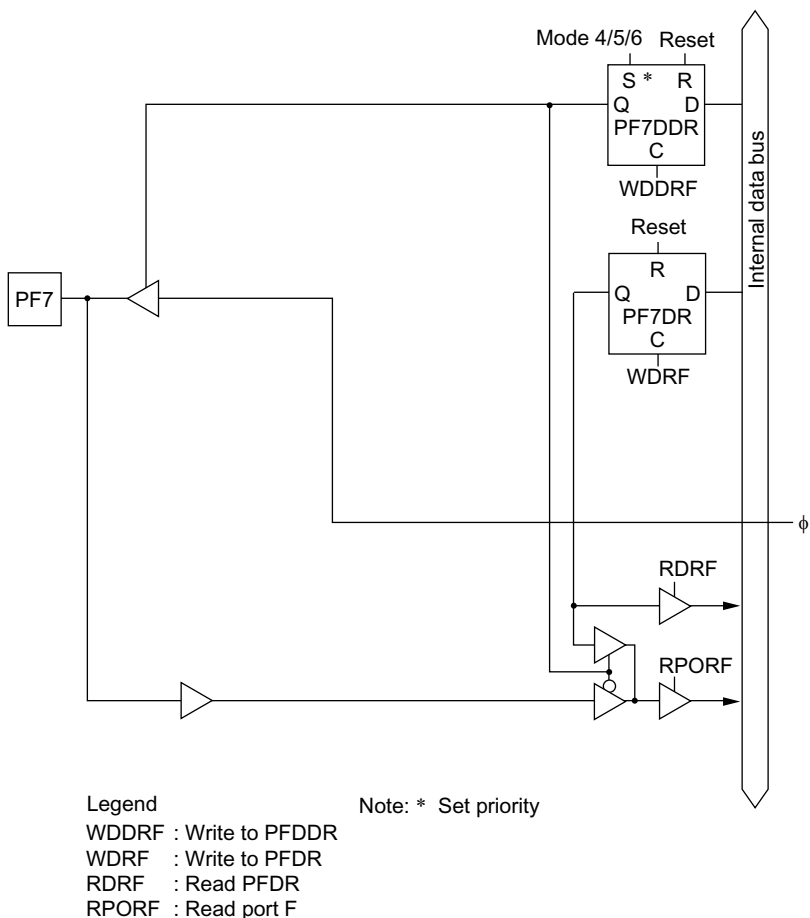 Mode 4/5/6 Reset
S * R
Q D
PF7DDR
C
WDDRF
Internal data bus
Reset
R
PF7
Q D
PF7DR
C
WDRF
ϕ
RDRF
RPORF
Legend
WDDRF : Write to PFDDR
WDRF : Write to PFDR
RDRF : Read PFDR
RPORF : Read port F
Note: * Set priority